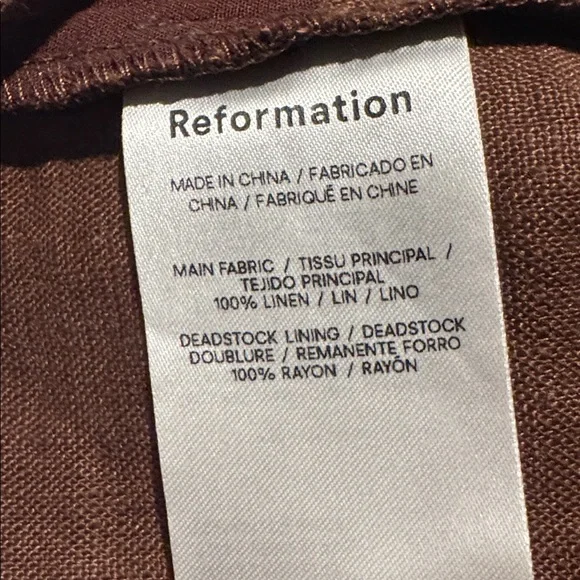 Reformation
MADE IN CHINA / FABRICADO EN
CHINA / FABRIQUÉ EN CHINE
MAIN FABRIC / TISSU PRINCIPAL /
TEJIDO PRINCIPAL
100% LINEN / LIN / LINO
DEADSTOCK LINING / DEADSTOCK
DOUBLURE / REMANENTE FORRO
100% RAYON / RAYÓN